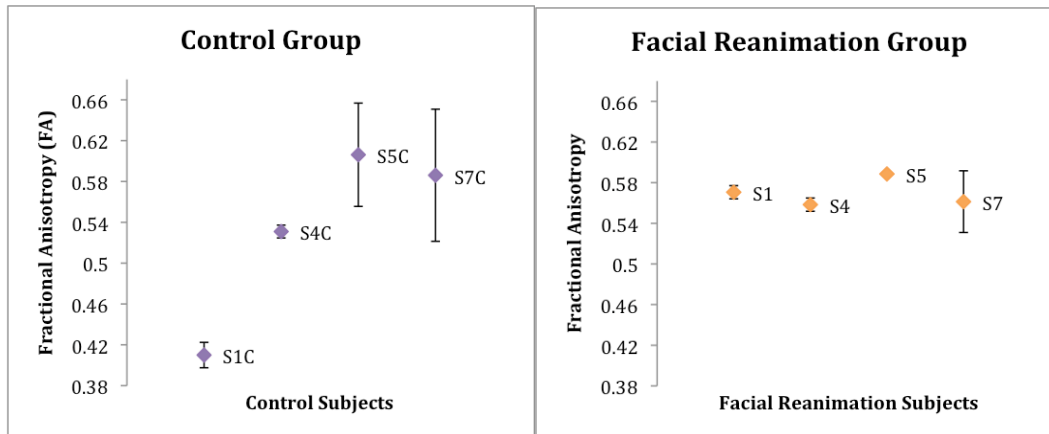 Control Group
Fractional Anisotropy (FA)
0.66
0.62
0.58
0.54
0.5
0.46
0.42
0.38
S1C
S4C
S5C
S7C
Control Subjects
Facial Reanimation Group
Fractional Anisotropy
0.66
0.62
0.58
0.54
0.5
0.46
0.42
0.38
S1
S4
S5
S7
Facial Reanimation Subjects